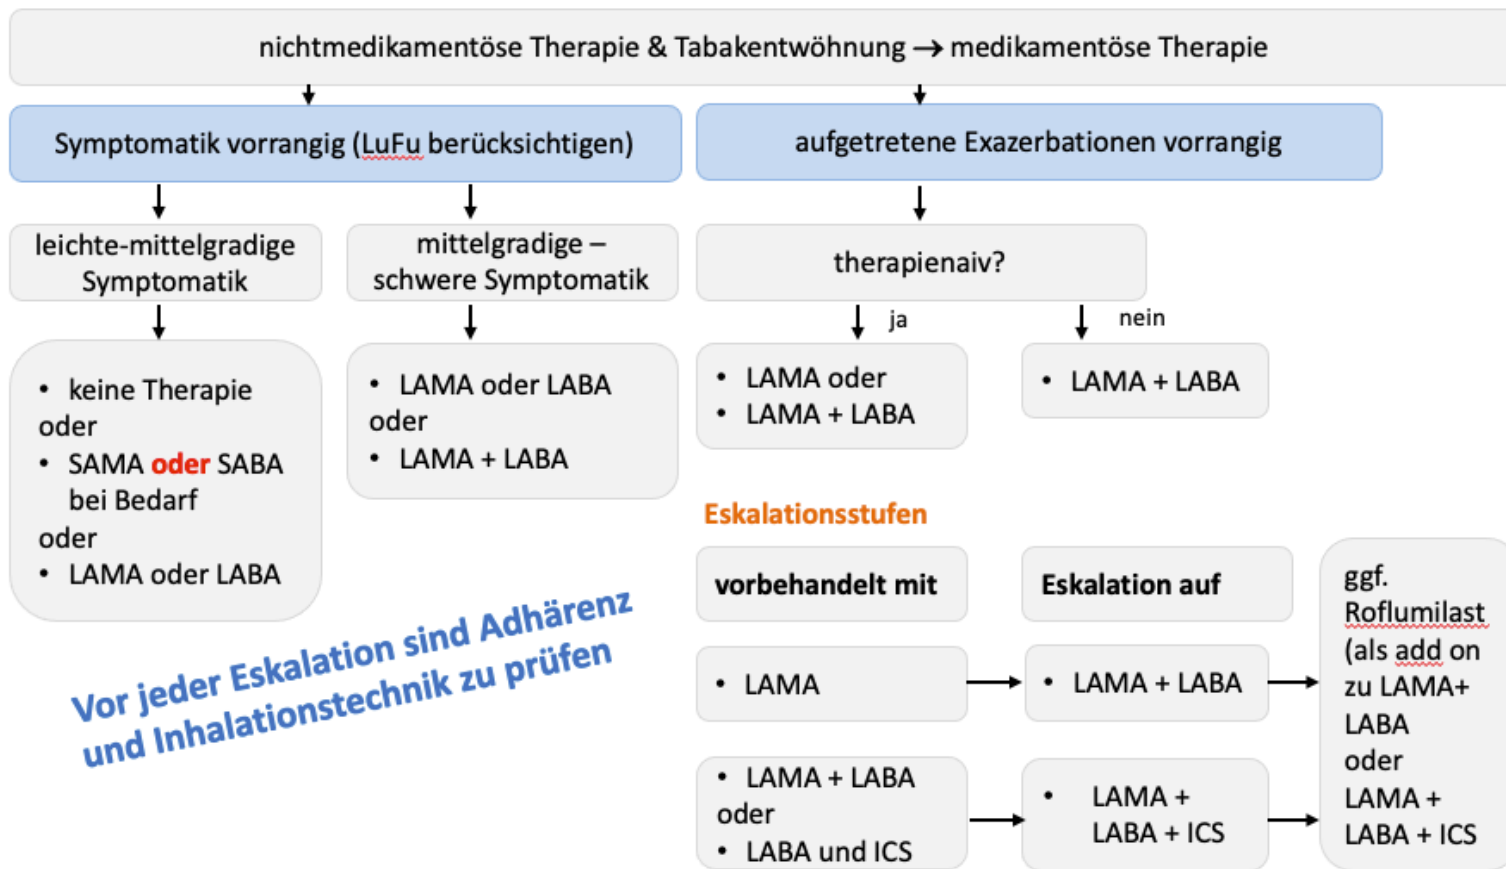 nichtmedikamentöse Therapie & Tabakentwöhnung → medikamentöse Therapie
Symptomatik vorrangig (LuFu berücksichtigen)
aufgetretene Exazerbationen vorrangig
leichte-mittelgradige
Symptomatik
mittelgradige –
schwere Symptomatik
therapienaiv?
ja
nein
• keine Therapie
oder
• SAMA oder SABA
bei Bedarf
oder
• LAMA oder LABA
• LAMA oder LABA
oder
• LAMA + LABA
• LAMA oder
• LAMA + LABA
• LAMA + LABA
Eskalationsstufen
vorbehandelt mit
Eskalation auf
• LAMA
• LAMA + LABA
• LAMA + LABA
oder
• LABA und ICS
• LAMA +
LABA + ICS
ggf.
Roflumilast
(als add on
zu LAMA+
LABA
oder
LAMA +
LABA + ICS
Vor jeder Eskalation sind Adhärenz
und Inhalationstechnik zu prüfen